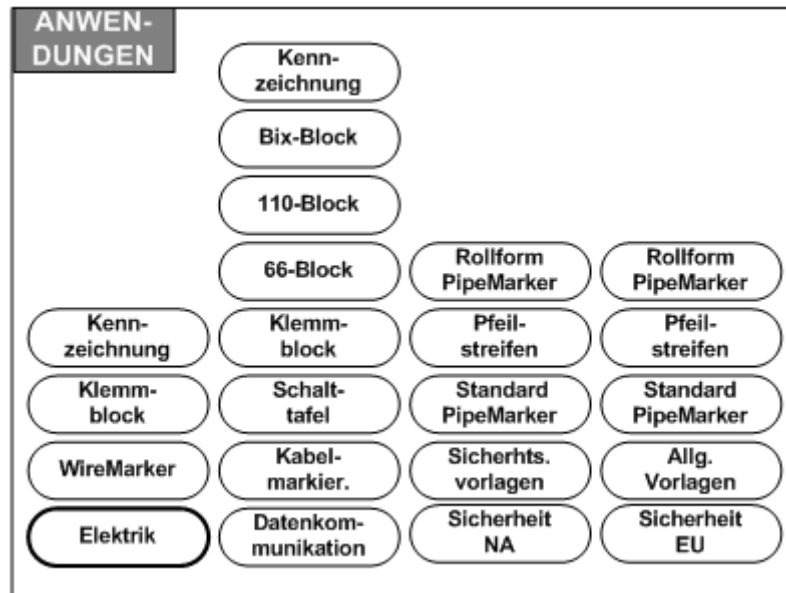 ANWEN-
DUNGEN
Kenn-
zeichnung
Bix-Block
110-Block
66-Block
Rollform
PipeMarker
Rollform
PipeMarker
Kenn-
zeichnung
Klemm-
block
Pfeil-
streifen
Pfeil-
streifen
Klemm-
block
Schalt-
tafel
Standard
PipeMarker
Standard
PipeMarker
WireMarker
Kabel-
markier.
Sicherhts.
vorlagen
Allg.
Vorlagen
Elektrik
Datenkom-
munikation
Sicherheit
NA
Sicherheit
EU